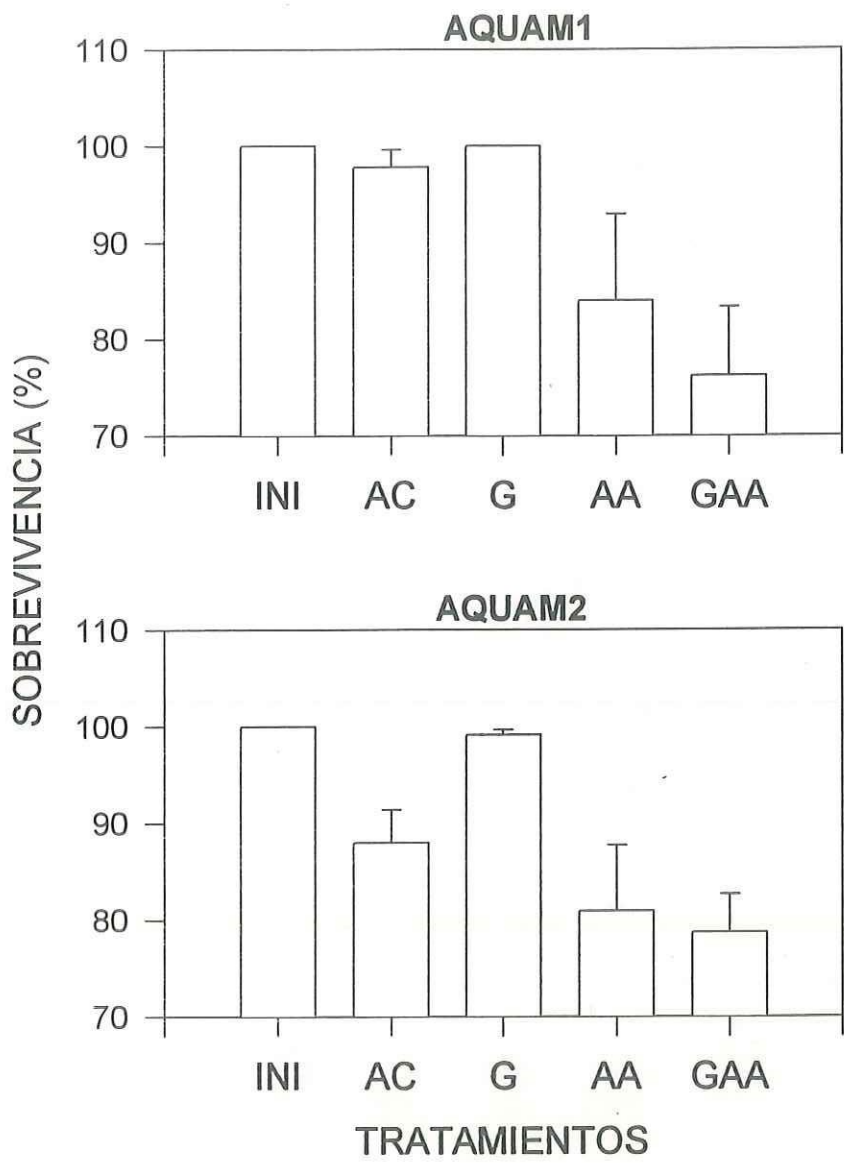 AQUAM1
110
100
90
80
70
INI AC G AA GAA
SOBREVIVENCIA (%)
AQUAM2
110
100
90
80
70
INI AC G AA GAA
TRATAMIENTOS